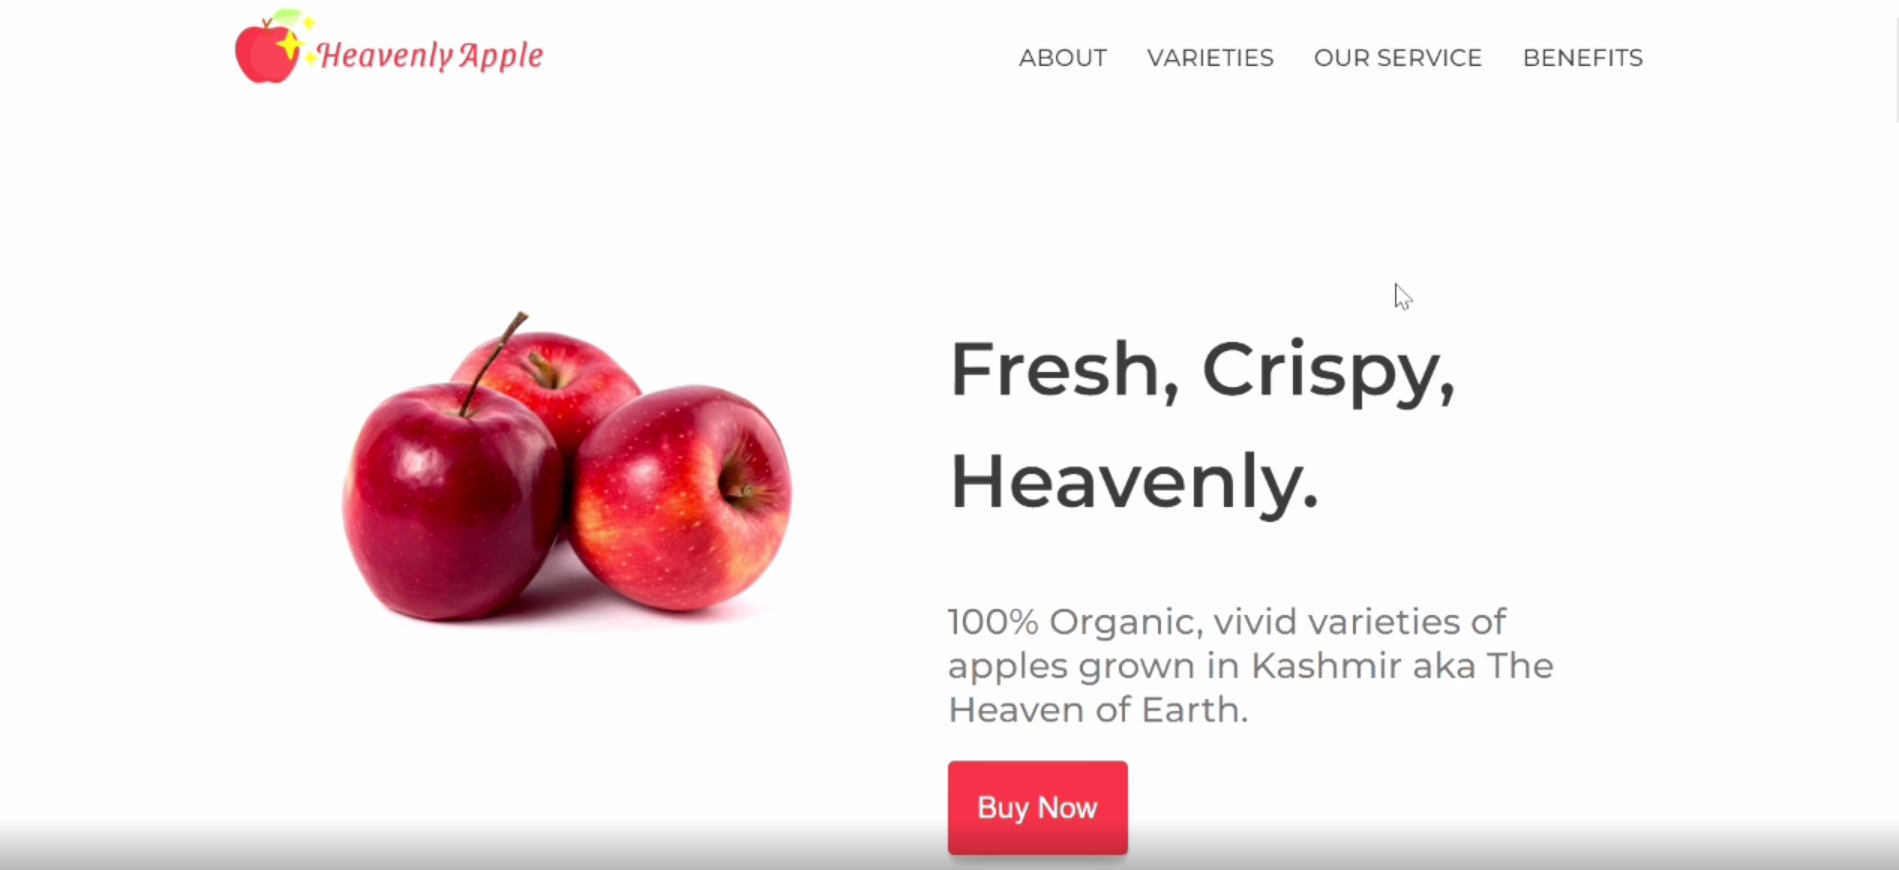 Heavenly Apple
ABOUT VARIETIES OUR SERVICE BENEFITS
Fresh, Crispy,
Heavenly.
100% Organic, vivid varieties of
apples grown in Kashmir aka The
Heaven of Earth.
Buy Now